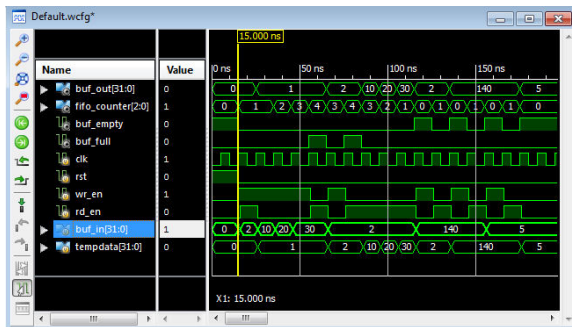 Default.wcfg*
15.000 ns
Name Value 0 ns 50 ns 100 ns 150 ns
buf_out[31:0] 0 0 1 2 10 20 30 2 140 5
fifo_counter[2:0] 1 0 1 2 3 4 3 4 3 2 1 0 1 0 1 0 1 0
buf_empty 0
buf_full 0
clk 1
rst 0
wr_en 1
rd_en 0
buf_in[31:0] 1 0 2 10 20 30 2 140 5
tempdata[31:0] 0 0 1 2 10 20 30 2 140 5
X1: 15.000 ns